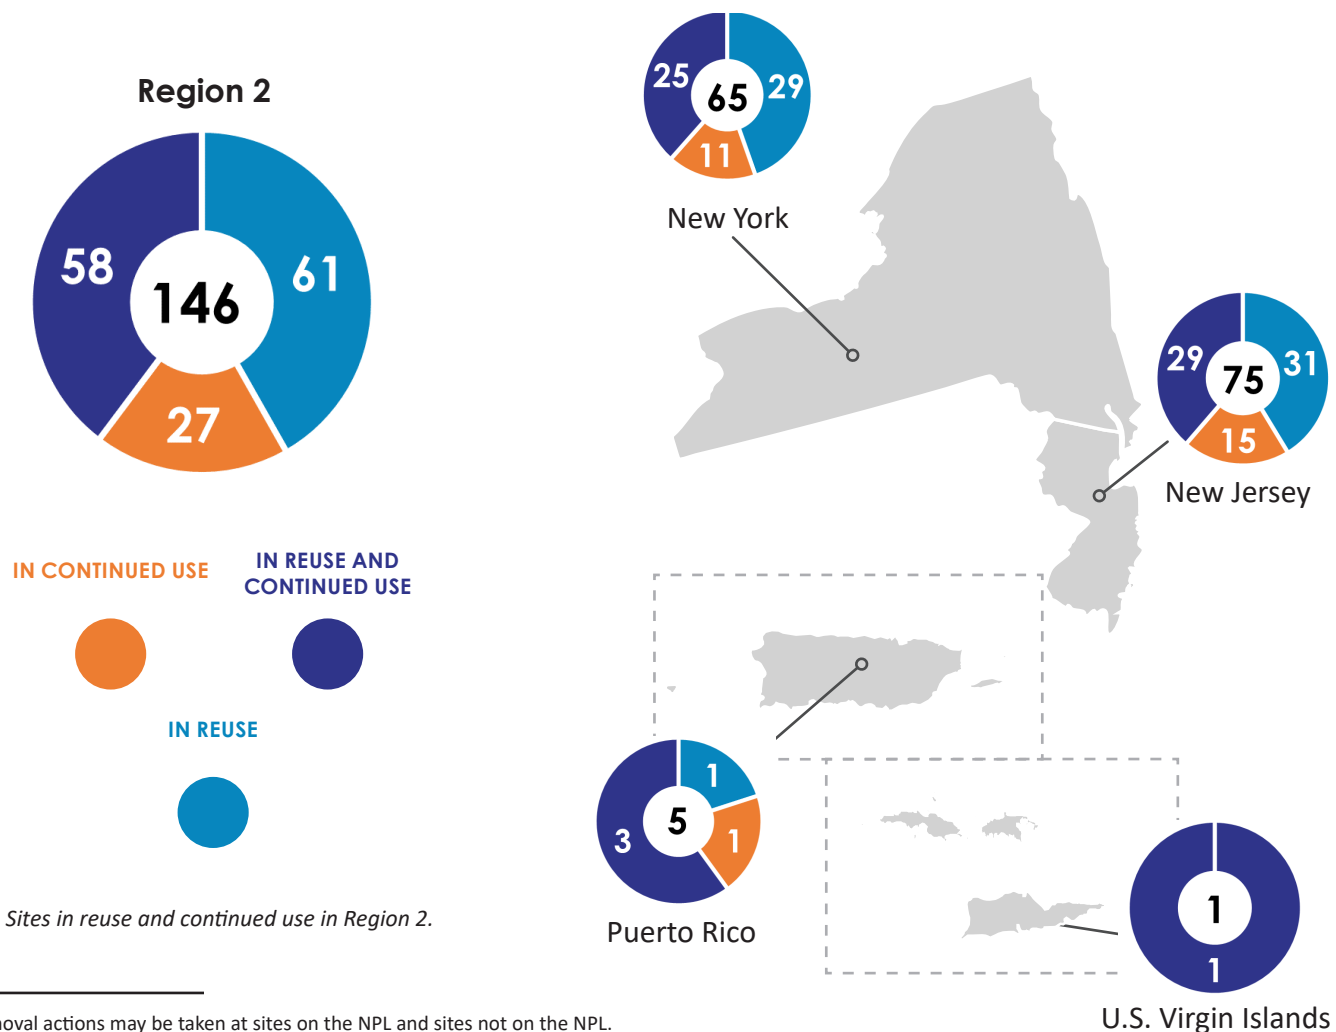 Region 2
58
61
146
27
IN CONTINUED USE
IN REUSE AND
CONTINUED USE
IN REUSE
Sites in reuse and continued use in Region 2.
25
29
65
11
New York
29
31
75
15
New Jersey
1
5
3
1
Puerto Rico
1
1
U.S. Virgin Islands
actions may be taken at sites on the NPL and sites not on the NPL.